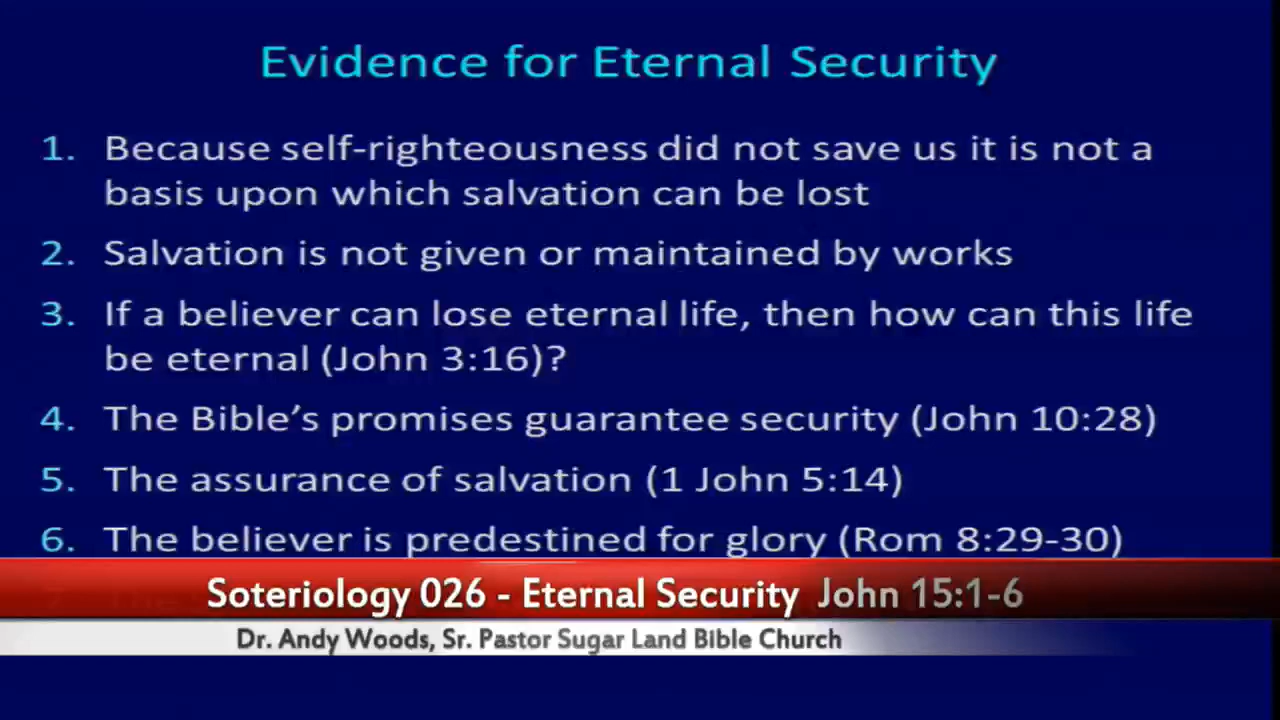 Evidence for Eternal Security
1. Because self-righteousness did not save us it is not a
basis upon which salvation can be lost
2. Salvation is not given or maintained by works
3. If a believer can lose eternal life, then how can this life
be eternal (John 3:16)?
4. The Bible’s promises guarantee security (John 10:28)
5. The assurance of salvation (1 John 5:14)
6. The believer is predestined for glory (Rom 8:29-30)
Soteriology 026 - Eternal Security John 15:1-6
Dr. Andy Woods, Sr. Pastor Sugar Land Bible Church